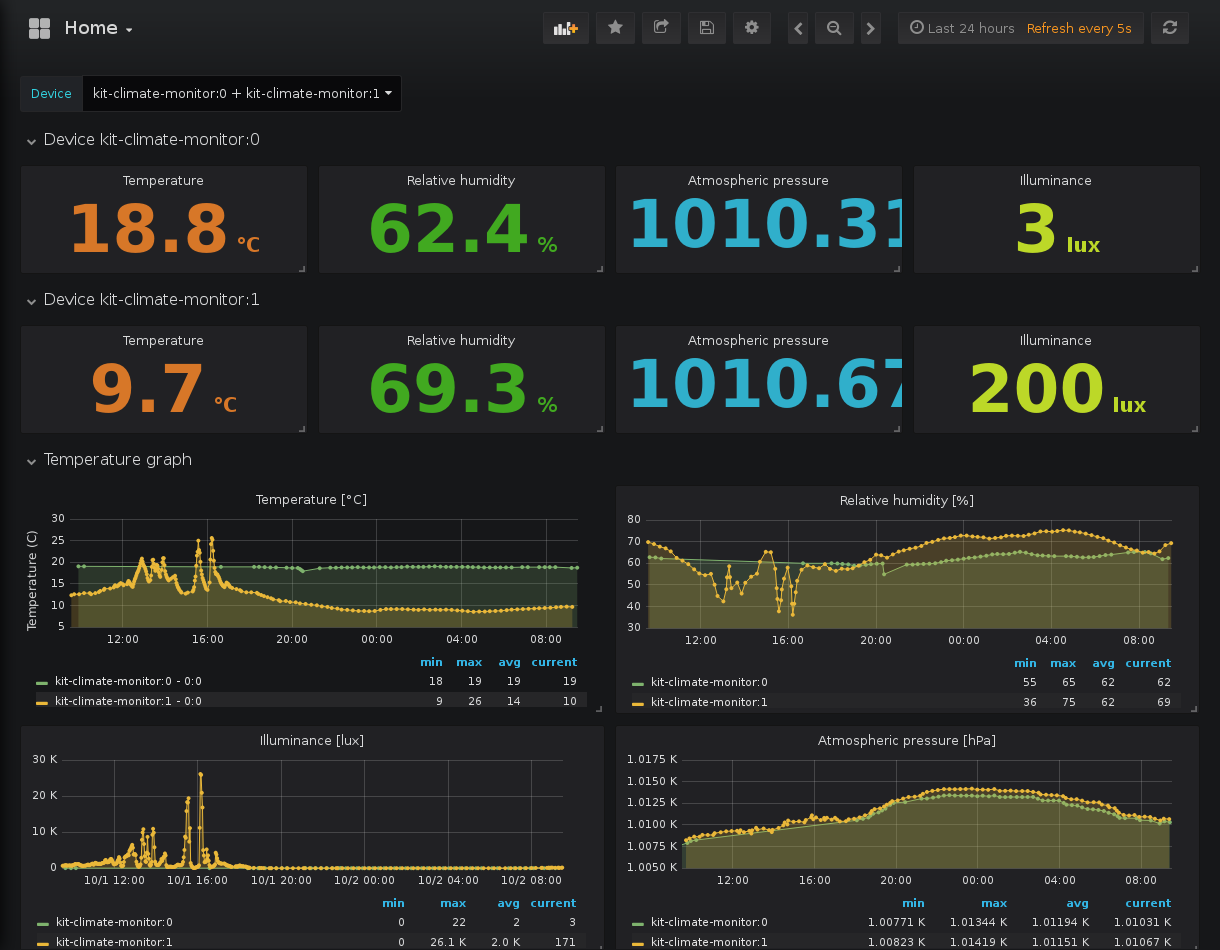 Home
Last 24 hours Refresh every 5s
Device kit-climate-monitor:0 + kit-climate-monitor:1
Device kit-climate-monitor:0
Temperature Relative humidity Atmospheric pressure Illuminance
18.8 °C 62.4 % 1010.31 3 lux
Device kit-climate-monitor:1
Temperature Relative humidity Atmospheric pressure Illuminance
9.7 °C 69.3 % 1010.67 200 lux
Temperature graph
Temperature [°C]
Temperature (C)
30
25
20
15
10
5
12:00 16:00 20:00 00:00 04:00 08:00
min max avg current
kit-climate-monitor:0 - 0:0 18 19 19 19
kit-climate-monitor:1 - 0:0 9 26 14 10
Relative humidity [%]
80
70
60
50
40
30
12:00 16:00 20:00 00:00 04:00 08:00
min max avg current
kit-climate-monitor:0 55 65 62 62
kit-climate-monitor:1 36 75 62 69
Illuminance [lux]
30 K
20 K
10 K
0
10/1 12:00 10/1 16:00 10/1 20:00 10/2 00:00 10/2 04:00 10/2 08:00
min max avg current
kit-climate-monitor:0 0 22 2 3
kit-climate-monitor:1 0 26.1 K 2.0 K 171
Atmospheric pressure [hPa]
1.0175 K
1.0150 K
1.0125 K
1.0100 K
1.0075 K
1.0050 K
12:00 16:00 20:00 00:00 04:00 08:00
min max avg current
kit-climate-monitor:0 1.00771 K 1.01344 K 1.01194 K 1.01031 K
kit-climate-monitor:1 1.00823 K 1.01419 K 1.01151 K 1.01067 K